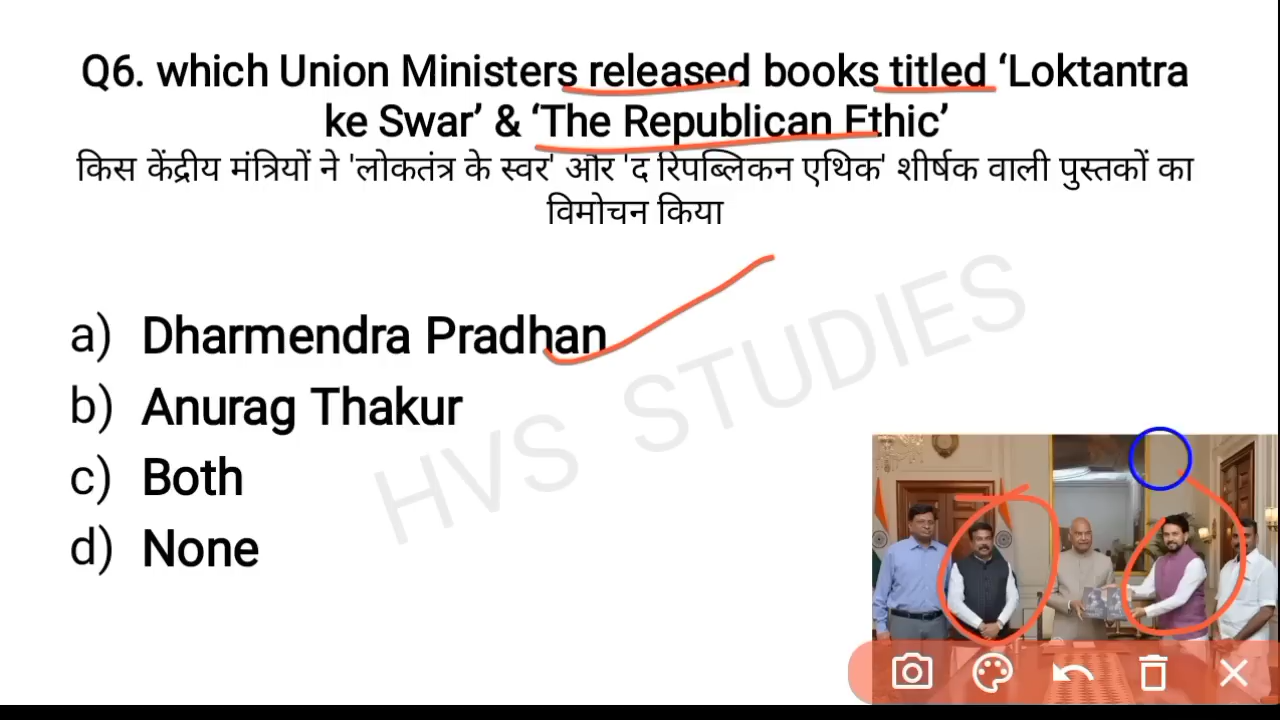 Q6. which Union Ministers released books titled ‘Loktantra
ke Swar’ & ‘The Republican Ethic’
किस केंद्रीय मंत्रियों ने 'लोकतंत्र के स्वर' और 'द रिपब्लिकन एथिक' शीर्षक वाली पुस्तकों का
विमोचन किया
a) Dharmendra Pradhan
b) Anurag Thakur
c) Both
d) None
HVS STUDIES